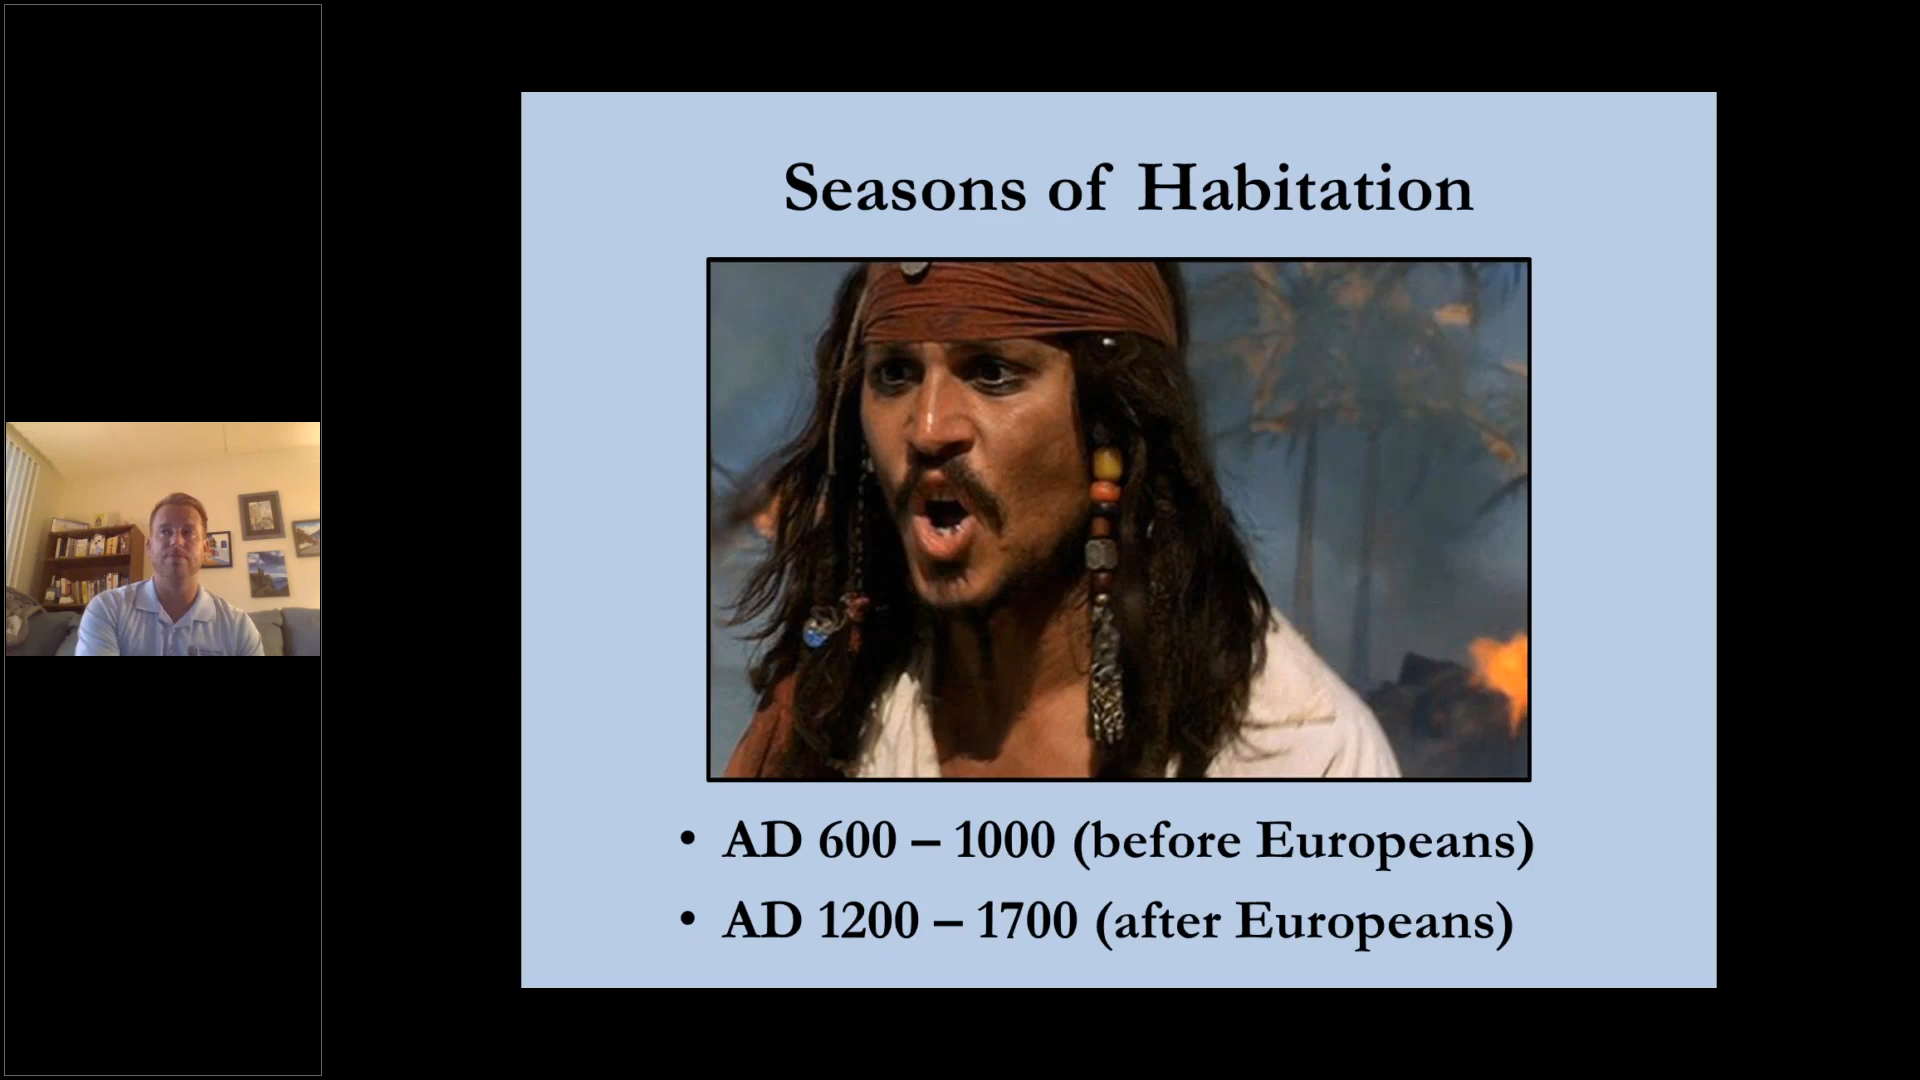 Seasons of Habitation
• AD 600 – 1000 (before Europeans)
• AD 1200 – 1700 (after Europeans)